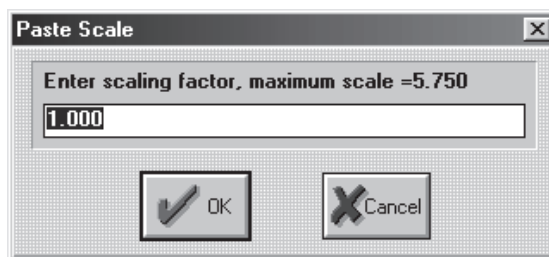 Paste Scale
Enter scaling factor, maximum scale =5.750
1.000
OK Cancel